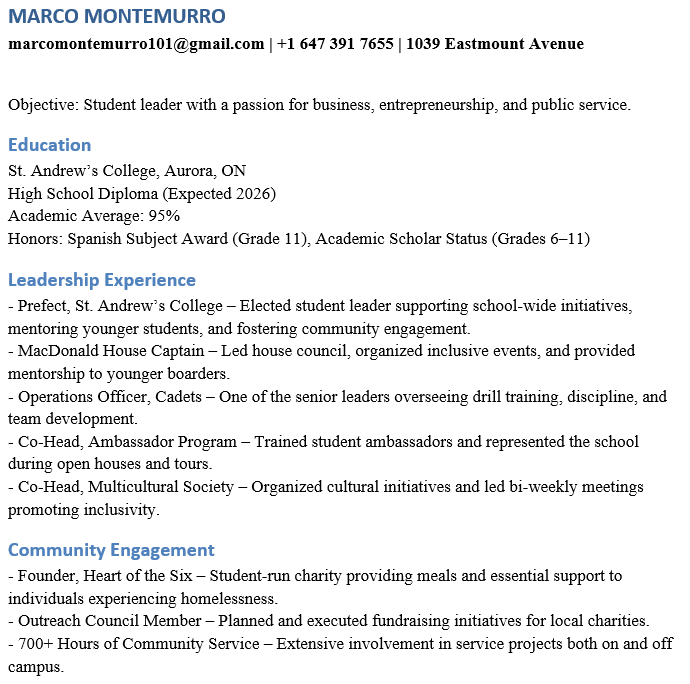 MARCO MONTEMURRO
marcomontemurro101@gmail.com | +1 647 391 7655 | 1039 Eastmount Avenue
Objective: Student leader with a passion for business, entrepreneurship, and public service.
Education
St. Andrew’s College, Aurora, ON
High School Diploma (Expected 2026)
Academic Average: 95%
Honors: Spanish Subject Award (Grade 11), Academic Scholar Status (Grades 6–11)
Leadership Experience
- Prefect, St. Andrew’s College – Elected student leader supporting school-wide initiatives,
mentoring younger students, and fostering community engagement.
- MacDonald House Captain – Led house council, organized inclusive events, and provided
mentorship to younger boarders.
- Operations Officer, Cadets – One of the senior leaders overseeing drill training, discipline, and
team development.
- Co-Head, Ambassador Program – Trained student ambassadors and represented the school
during open houses and tours.
- Co-Head, Multicultural Society – Organized cultural initiatives and led bi-weekly meetings
promoting inclusivity.
Community Engagement
- Founder, Heart of the Six – Student-run charity providing meals and essential support to
individuals experiencing homelessness.
- Outreach Council Member – Planned and executed fundraising initiatives for local charities.
- 700+ Hours of Community Service – Extensive involvement in service projects both on and off
campus.